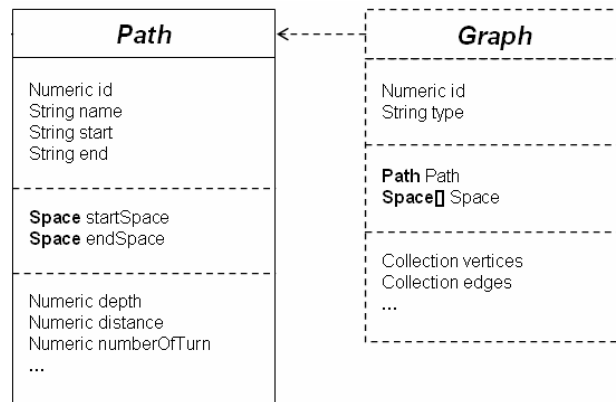 Path
Numeric id
String name
String start
String end
Space startSpace
Space endSpace
Numeric depth
Numeric distance
Numeric numberOfTurn
...
Graph
Numeric id
String type
Path Path
Space[] Space
Collection vertices
Collection edges
...